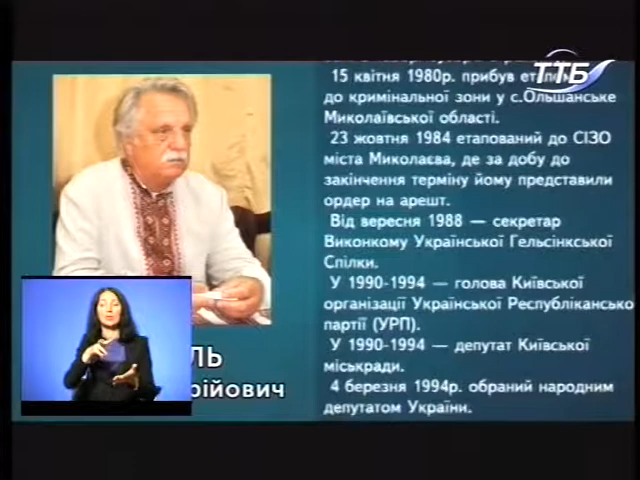 ТТБ
15 квітня 1980р. прибув етапом
до кримінальної зони у с.Ольшанське
Миколаївської області.
23 жовтня 1984 етапований до СІЗО
міста Миколаєва, де за добу до
закінчення терміну йому представили
ордер на арешт.
Від вересня 1988 — секретар
Виконкому Української Гельсінкської
Спілки.
У 1990-1994 — голова Київської
організації Української Республікансько
партії (УРП).
У 1990-1994 — депутат Київської
міськради.
4 березня 1994р. обраний народним
депутатом України.
ЛЬ
рійович